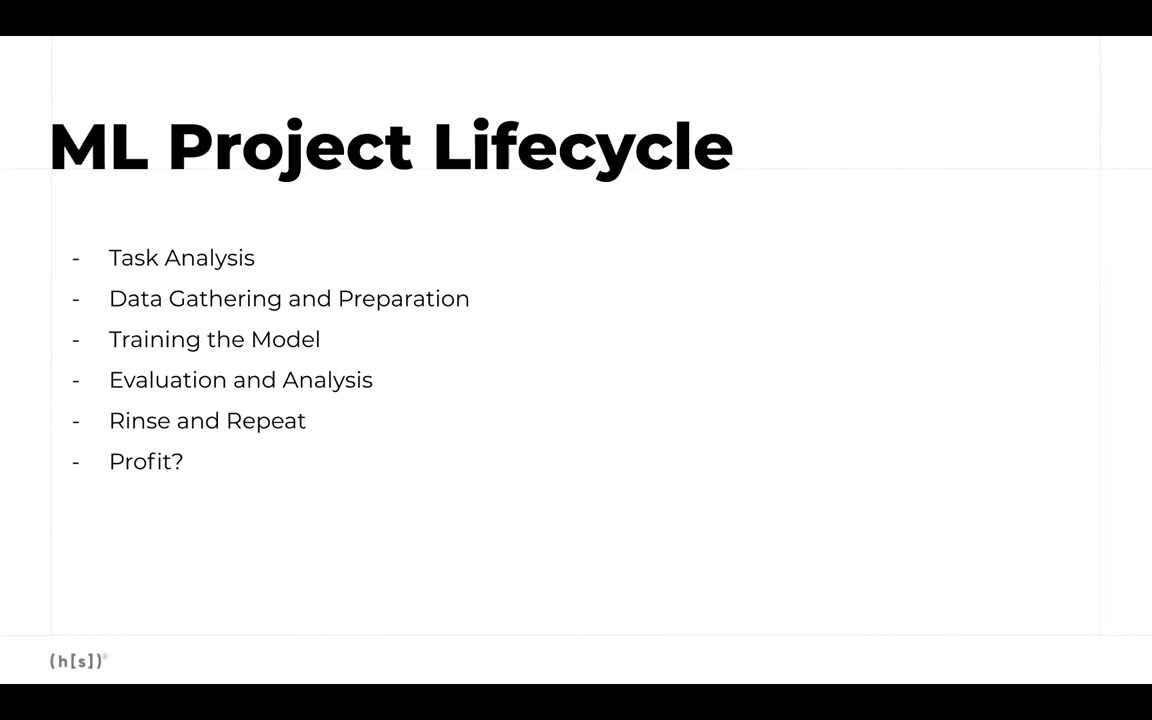 ML Project Lifecycle
- Task Analysis
- Data Gathering and Preparation
- Training the Model
- Evaluation and Analysis
- Rinse and Repeat
- Profit?
(h[s])®